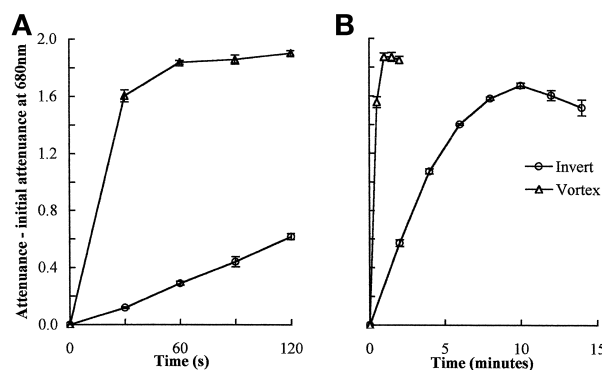 A
B
Attenuance - initial attenuance at 680nm
2.0
1.6
1.2
0.8
0.4
0.0
0
60
120
Time (s)
0
5
10
15
Time (minutes)
Invert
Vortex